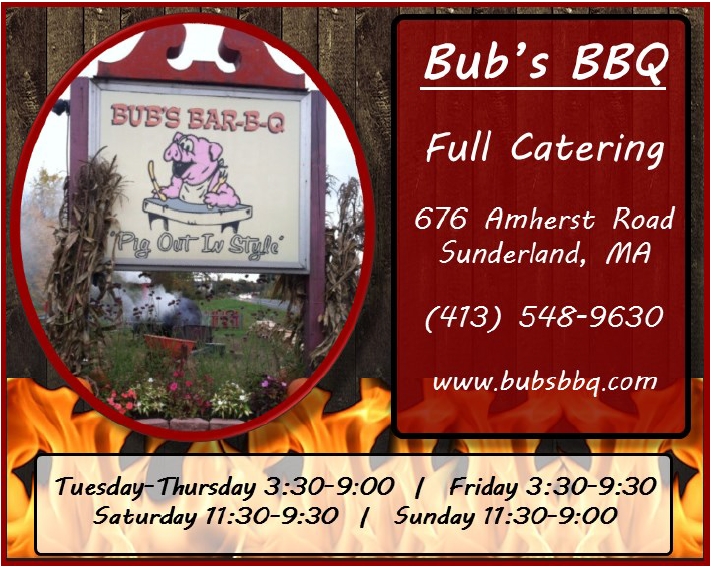 BUB'S BAR-B-Q
"Pig Out In Style"
Bub's BBQ
Full Catering
676 Amherst Road
Sunderland, MA
(413) 548-9630
www.bubsbbq.com
Tuesday-Thursday 3:30-9:00 / Friday 3:30-9:30
Saturday 11:30-9:30 / Sunday 11:30-9:00